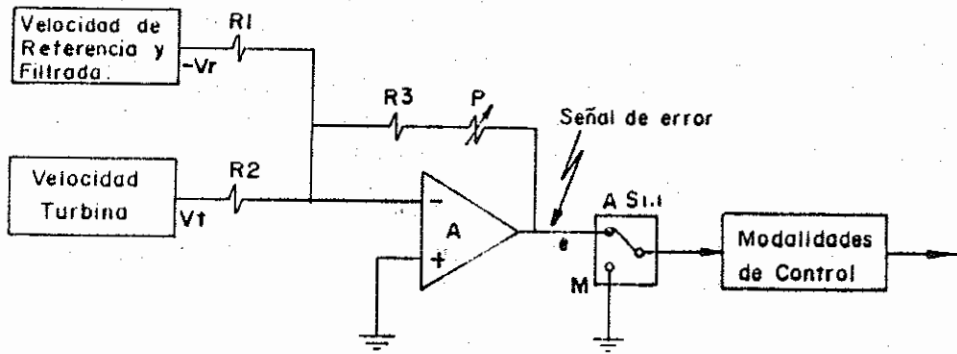 Velocidad de
Referencia y
Filtrada.
-Vr
R1
R3
P
Señal de error
Velocidad
Turbina
Vt
R2
-
A
+
e
A S1.1
M
Modalidades
de Control